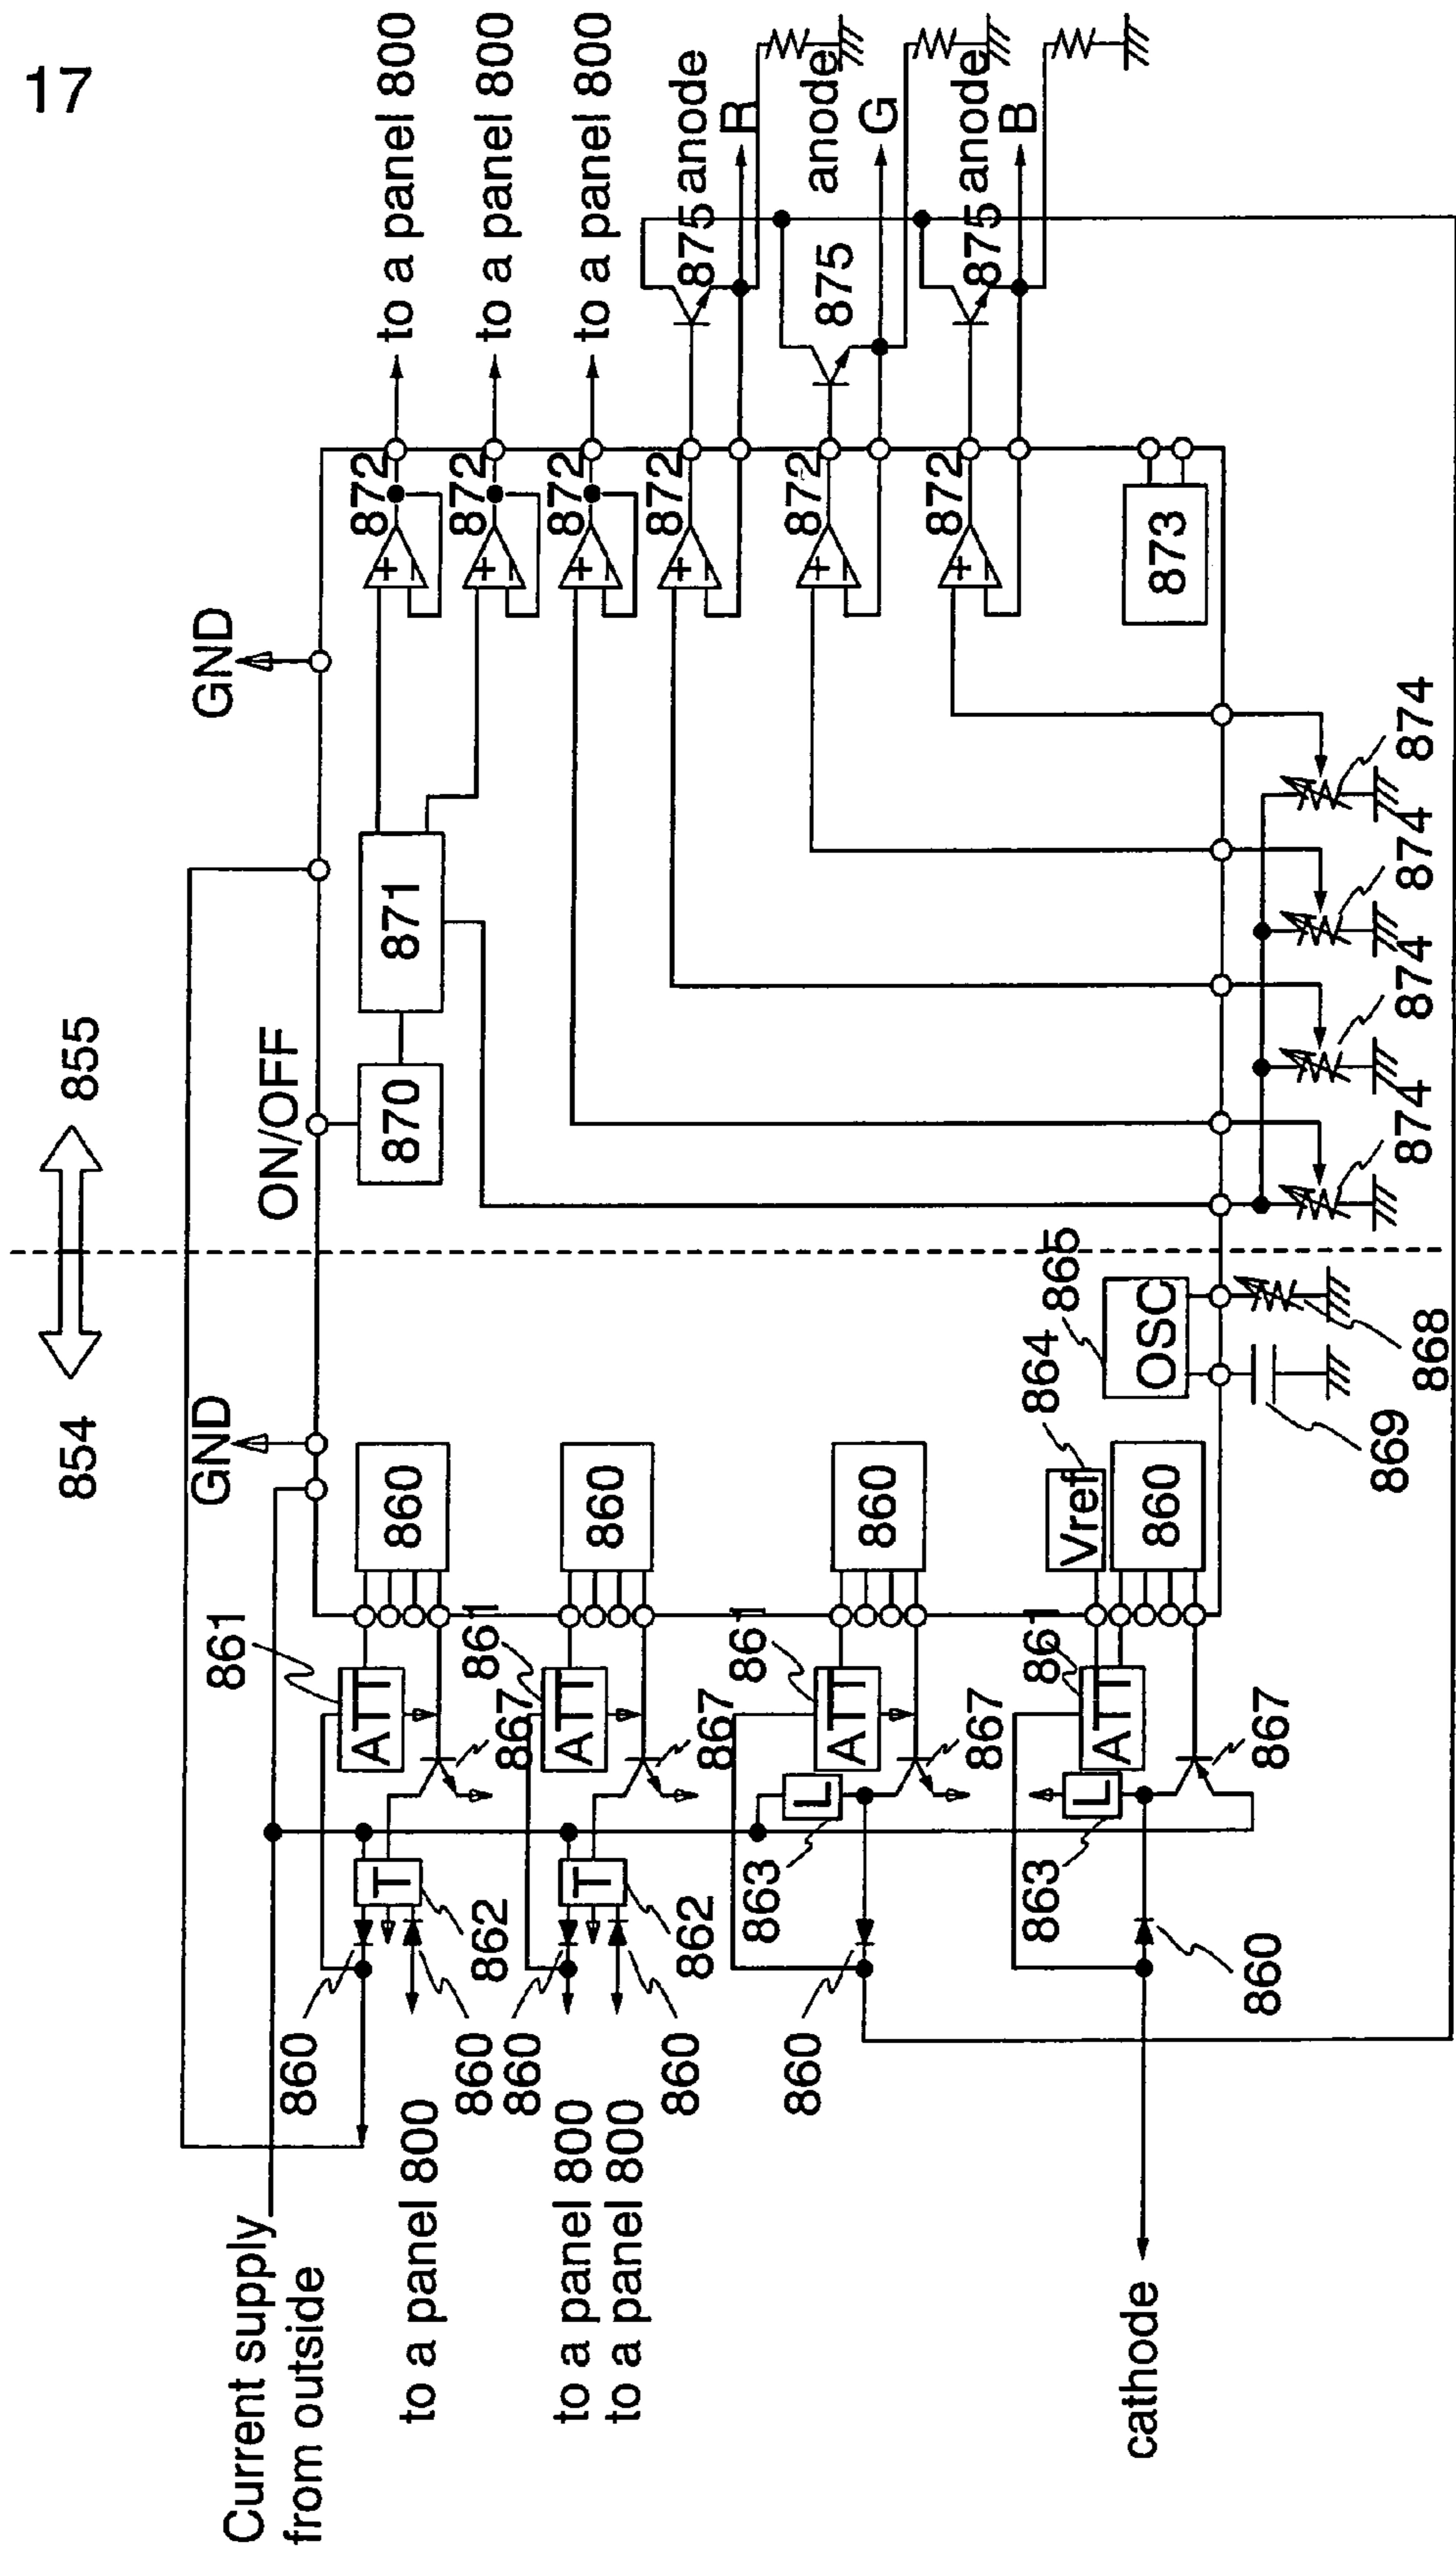 17
854
855
Current supply
from outside
GND
ON/OFF
GND
861
860
870
871
872
to a panel 800
860
T
862
ATT
867
to a panel 800
860
861
860
872
to a panel 800
860
T
862
ATT
867
to a panel 800
to a panel 800
860
872
to a panel 800
861
860
872
875
anode
R
863
L
ATT
867
860
872
875
anode
G
864
Vref
865
OSC
861
860
872
875
anode
B
863
L
ATT
867
860
cathode
873
869
868
874
874
874
874